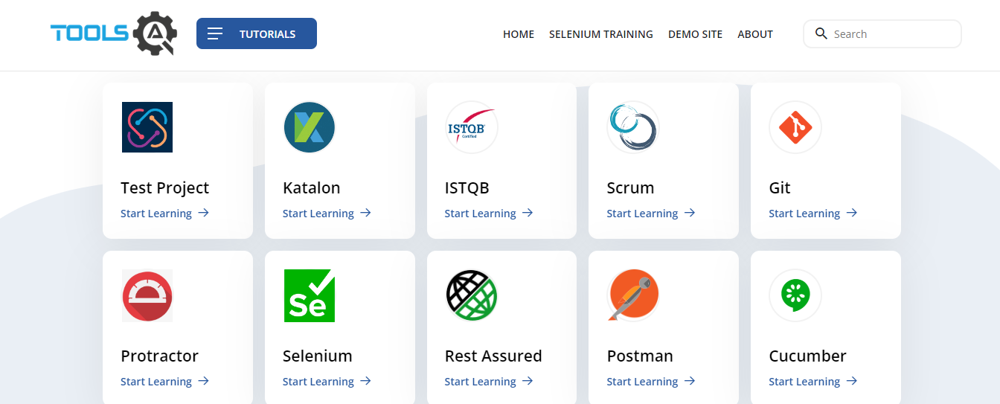 TOOLS QA
TUTORIALS
HOME
SELENIUM TRAINING
DEMO SITE
ABOUT
Search
ISTQB
Certified
Test Project
Katalon
ISTQB
Scrum
Git
Start Learning
Start Learning
Start Learning
Start Learning
Start Learning
Se
Protractor
Selenium
Rest Assured
Postman
Cucumber
Start Learning
Start Learning
Start Learning
Start Learning
Start Learning